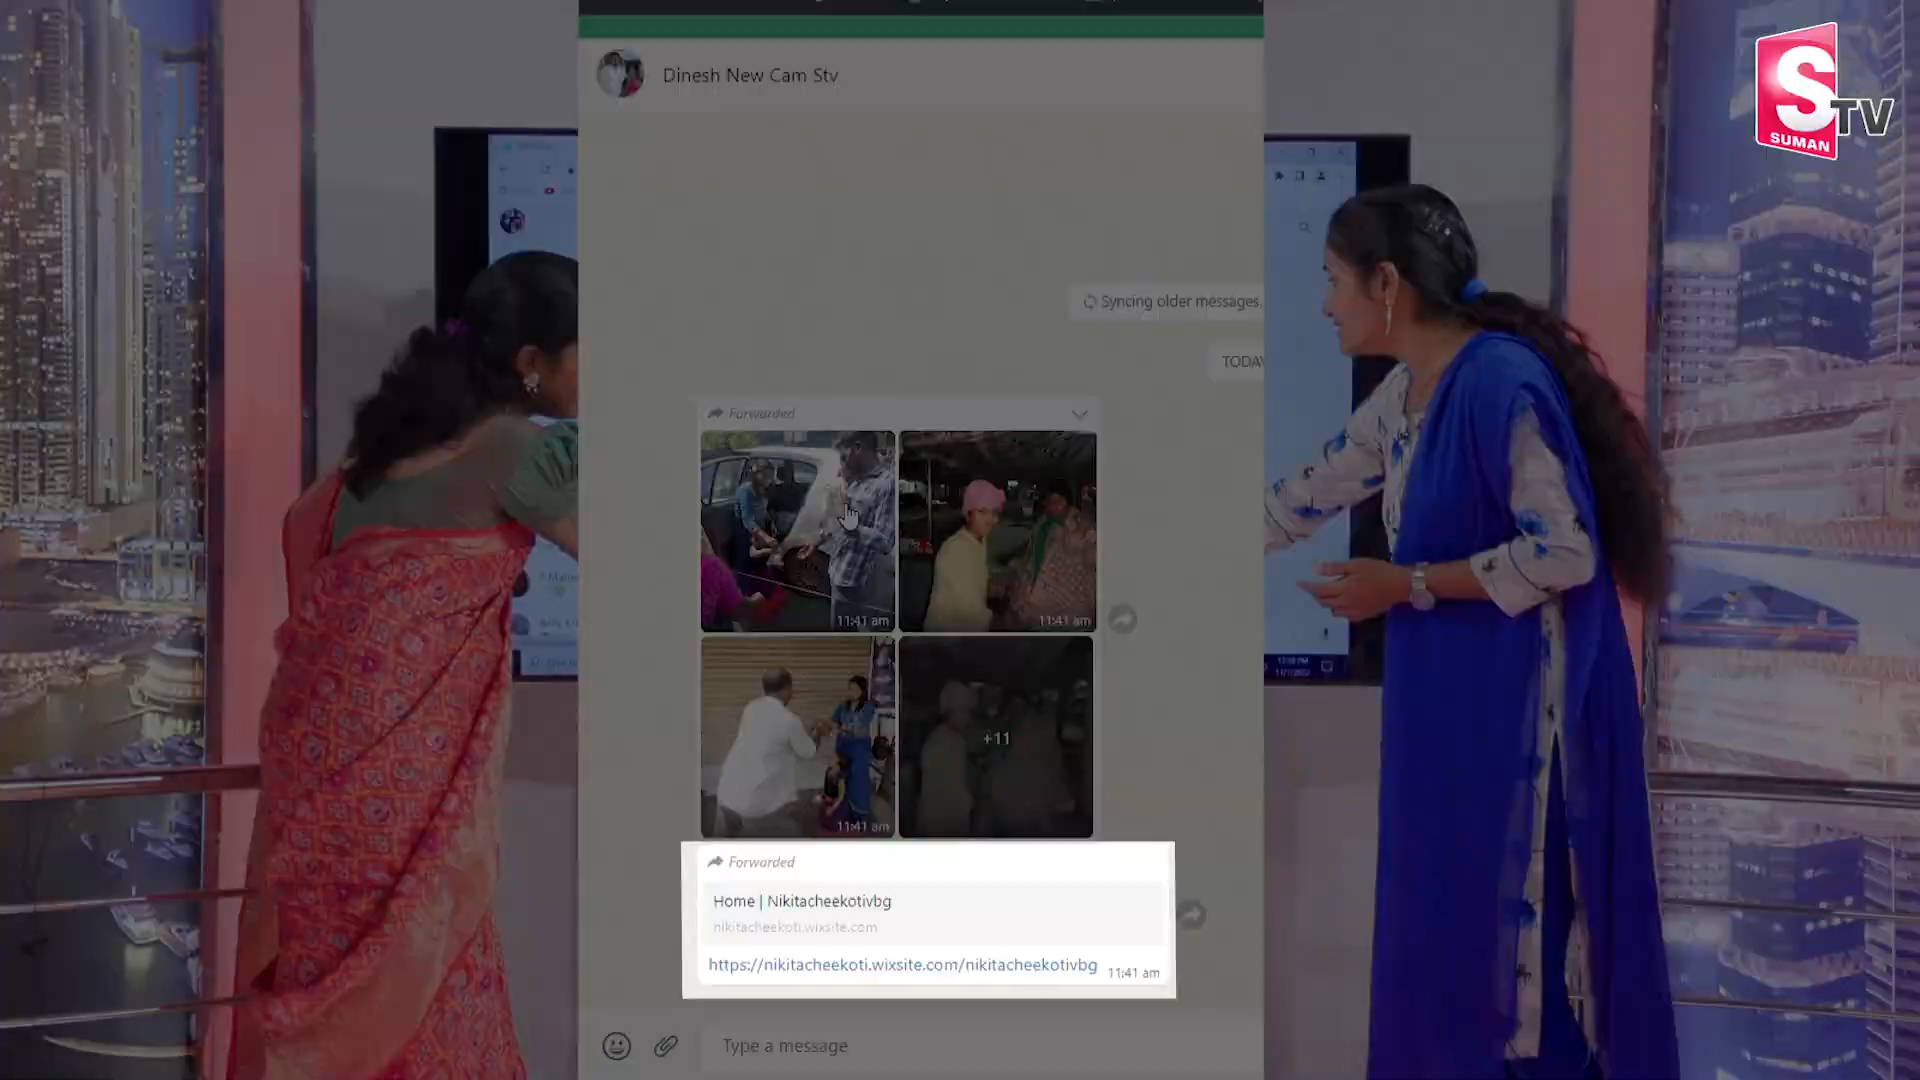 Dinesh New Cam Stv
S
TV
SUMAN
Syncing older messages.
TODAY
Forwarded
11:41 am
11:41 am
11:41 am
+11
Forwarded
Home | Nikitacheekotivbg
nikitacheekoti.wixsite.com
https://nikitacheekoti.wixsite.com/nikitacheekotivbg
11:41 am
Type a message